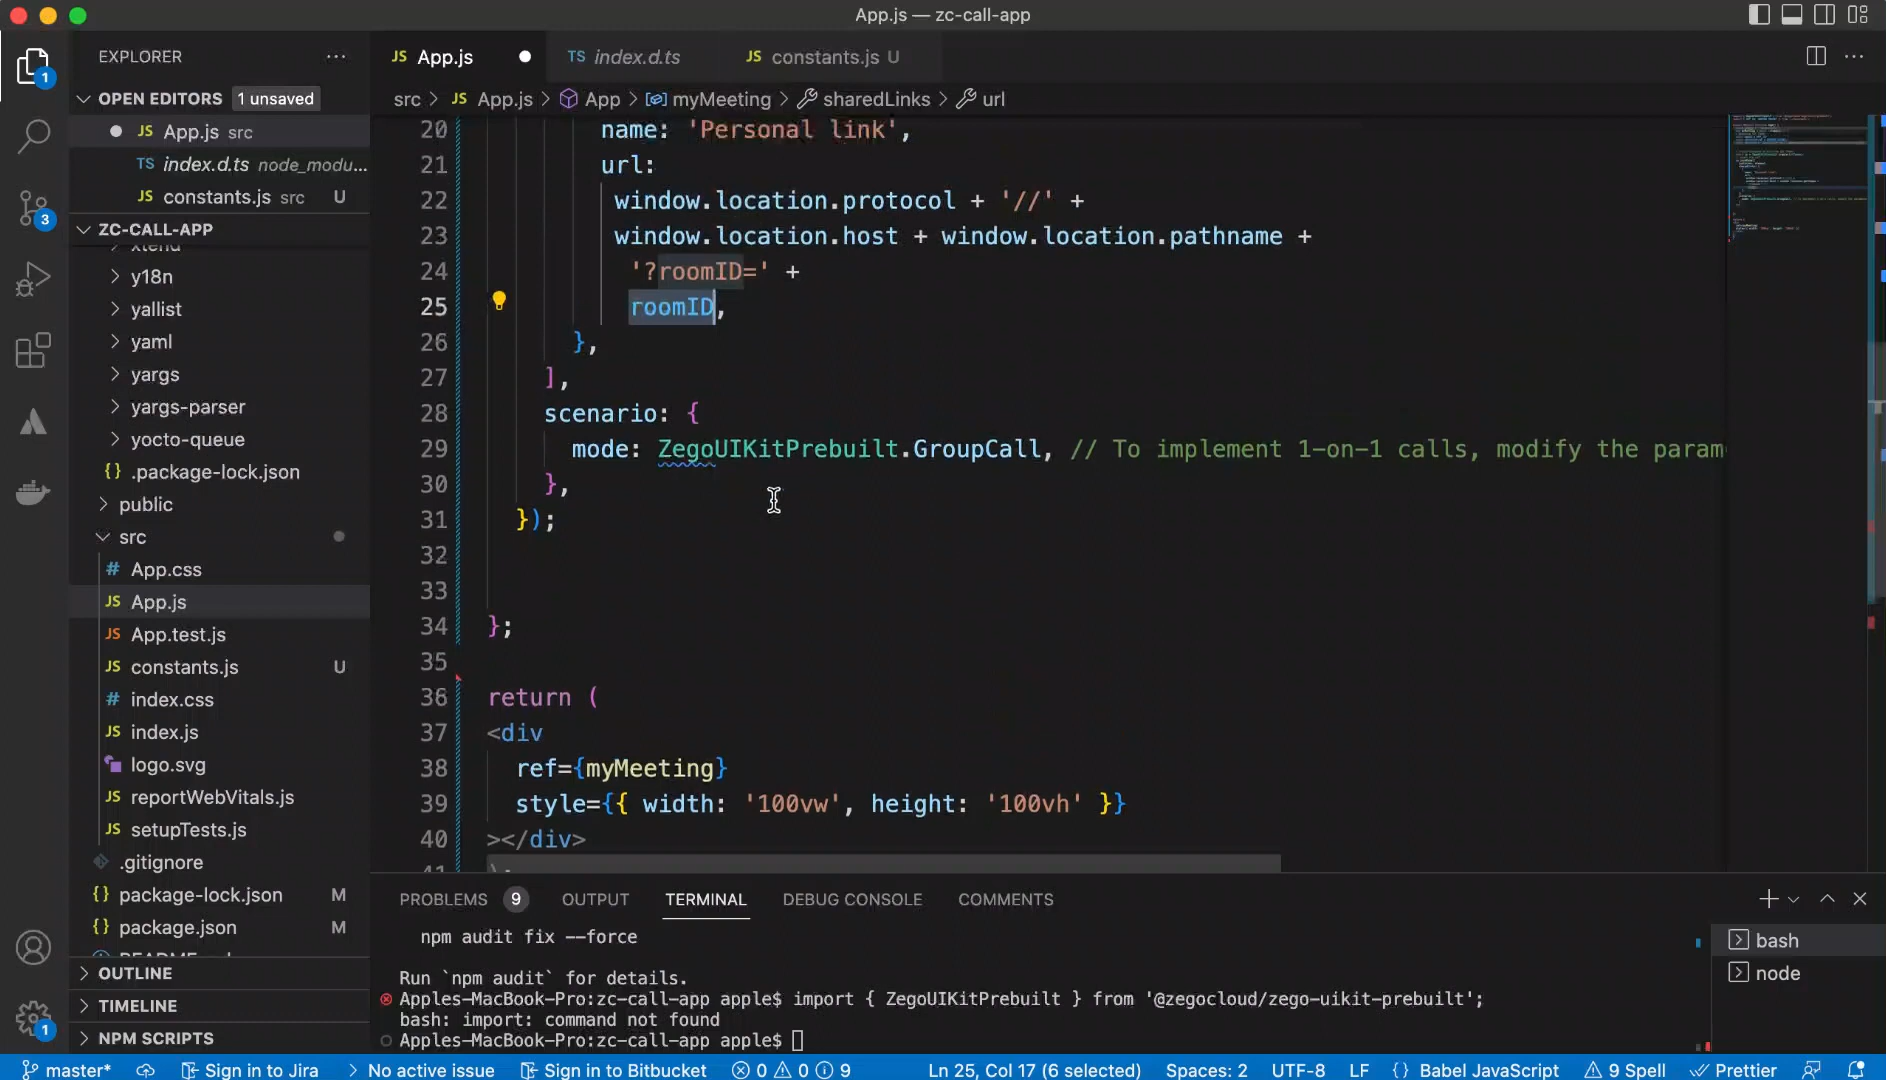 App.js — zc-call-app
EXPLORER
JS App.js
TS index.d.ts
JS constants.js U
OPEN EDITORS 1 unsaved
src > JS App.js > App > myMeeting > sharedLinks > url
JS App.js src
TS index.d.ts node_modu...
JS constants.js src U
ZC-CALL-APP
xtend
y18n
yallist
yaml
yargs
yargs-parser
yocto-queue
{} .package-lock.json
public
src
# App.css
JS App.js
JS App.test.js
JS constants.js U
# index.css
JS index.js
logo.svg
JS reportWebVitals.js
JS setupTests.js
.gitignore
{} package-lock.json M
{} package.json M
OUTLINE
TIMELINE
NPM SCRIPTS
1
3
1
20 name: 'Personal link',
21 url:
22 window.location.protocol + '//' +
23 window.location.host + window.location.pathname +
24 '?roomID=' +
25 roomID,
26 },
27 ],
28 scenario: {
29 mode: ZegoUIKitPrebuilt.GroupCall, // To implement 1-on-1 calls, modify the param
30 },
31 });
32
33
34 };
35
36 return (
37 <div
38 ref={myMeeting}
39 style={{ width: '100vw', height: '100vh' }}
40 ></div>
PROBLEMS 9 OUTPUT TERMINAL DEBUG CONSOLE COMMENTS
npm audit fix --force
Run `npm audit` for details.
Apples-MacBook-Pro:zc-call-app apple$ import { ZegoUIKitPrebuilt } from '@zegocloud/zego-uikit-prebuilt';
bash: import: command not found
Apples-MacBook-Pro:zc-call-app apple$
bash
node
master* Sign in to Jira No active issue Sign in to Bitbucket 0 0 9 Ln 25, Col 17 (6 selected) Spaces: 2 UTF-8 LF {} Babel JavaScript 9 Spell Prettier